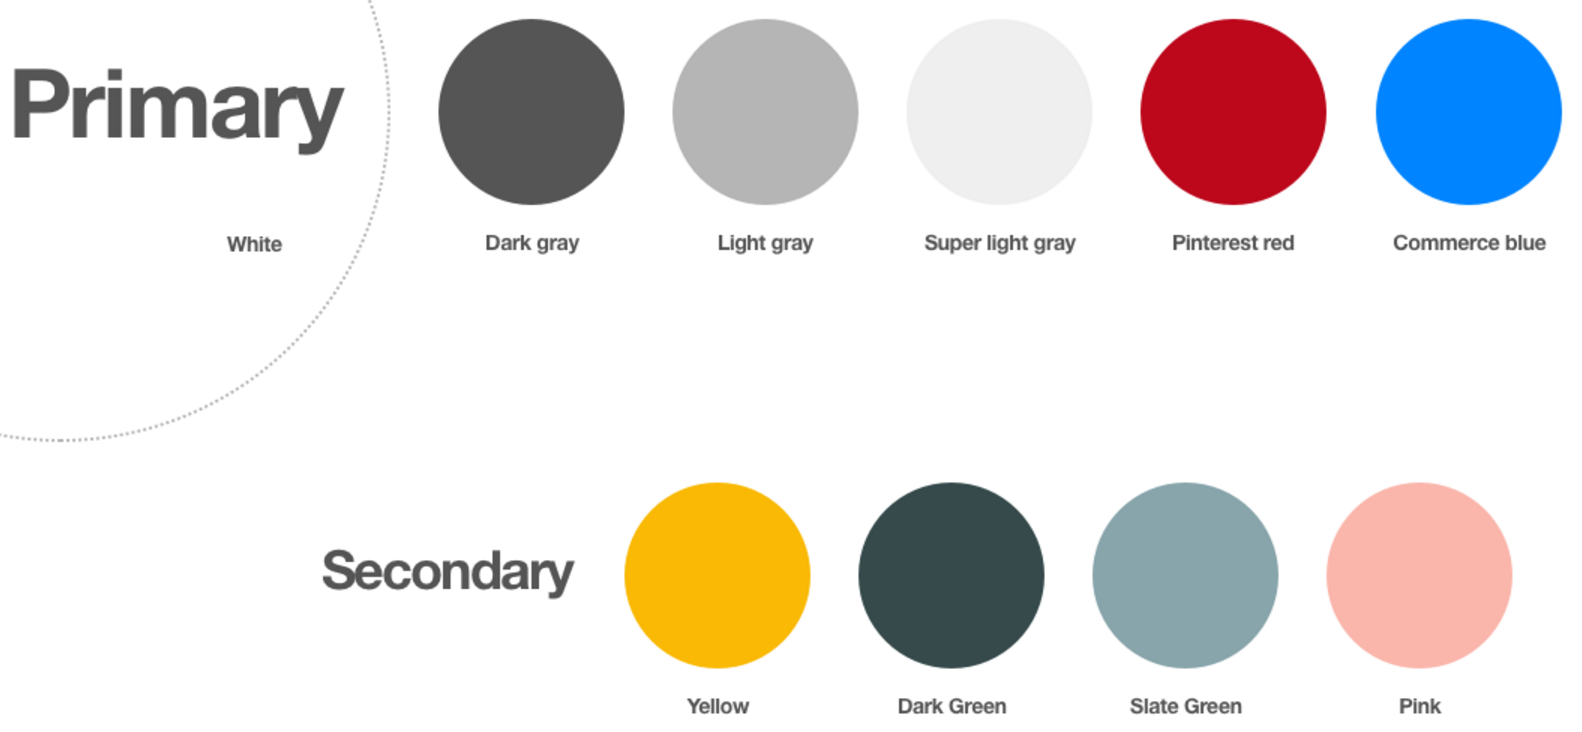 Primary
White
Dark gray
Light gray
Super light gray
Pinterest red
Commerce blue
Secondary
Yellow
Dark Green
Slate Green
Pink